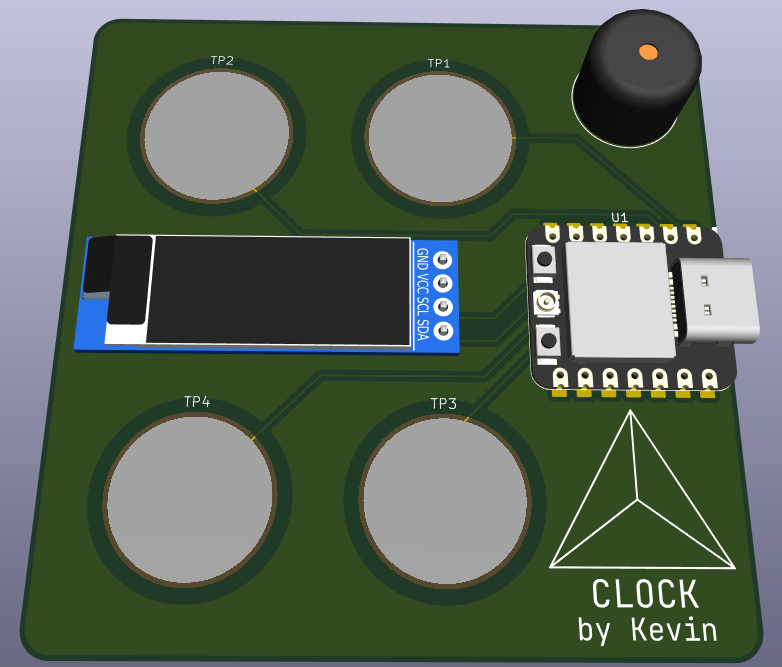 TP2
TP1
U1
GND VCC SCL SDA
TP4
TP3
CLOCK
by Kevin